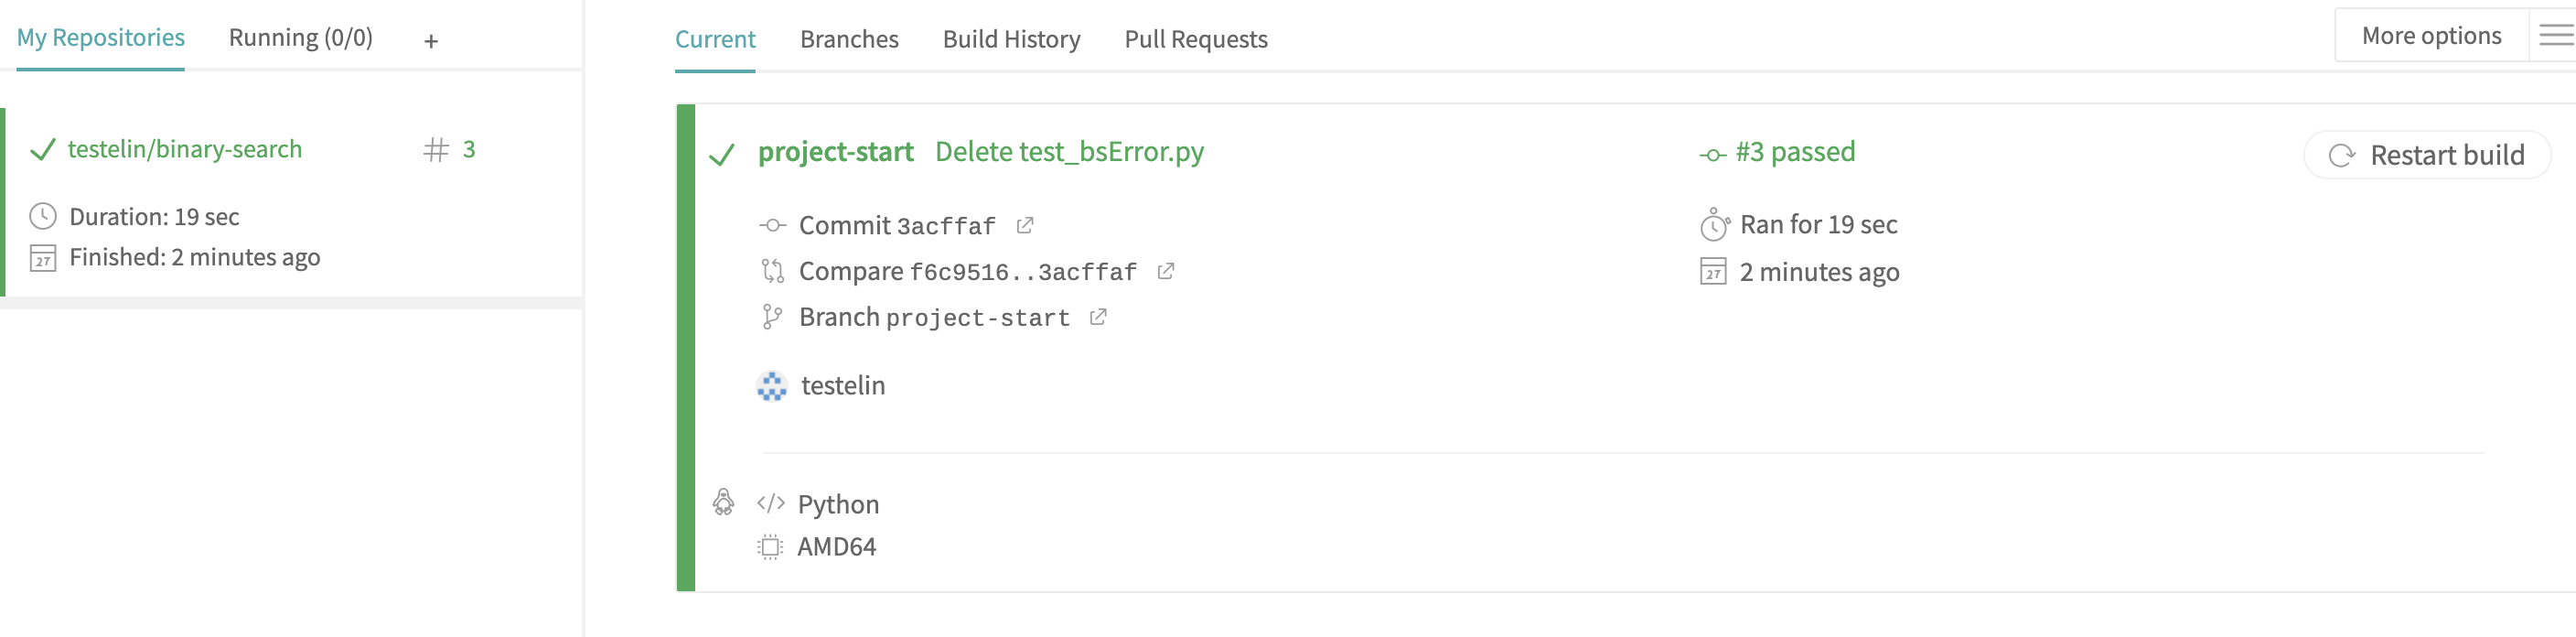 My Repositories Running (0/0) +
testelin/binary-search # 3
Duration: 19 sec
27 Finished: 2 minutes ago
Current Branches Build History Pull Requests More options
project-start Delete test_bsError.py #3 passed Restart build
Commit 3acffaf Ran for 19 sec
Compare f6c9516..3acffaf 27 2 minutes ago
Branch project-start
testelin
</> Python
AMD64